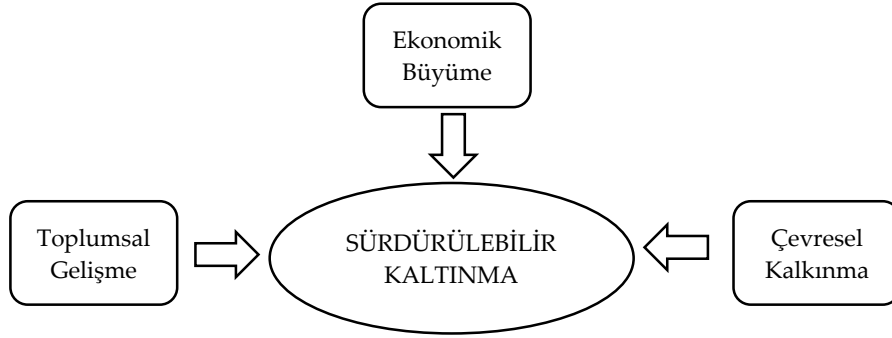 Ekonomik
Büyüme
Toplumsal
Gelişme
SÜRDÜRÜLEBİLİR
KALTINMA
Çevresel
Kalkınma